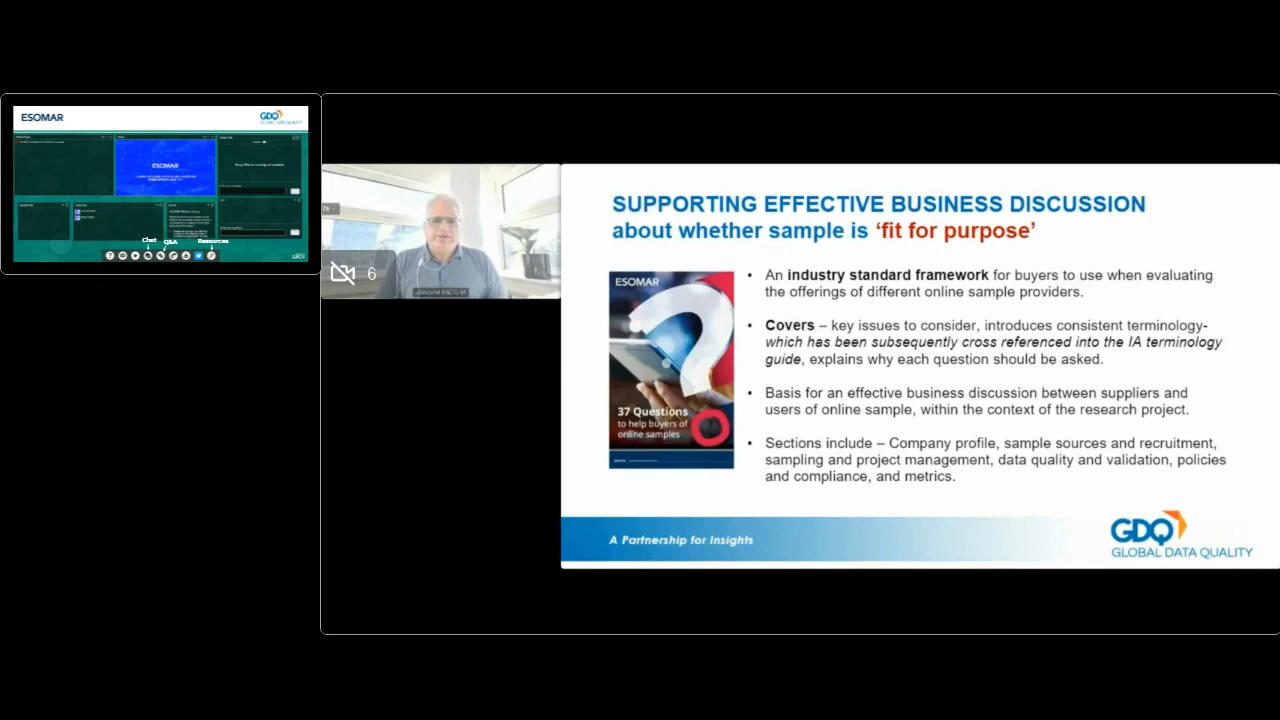 ESOMAR
GDQ
GLOBAL DATA QUALITY
ESOMAR
Chat
Q&A
Resources
6
JOAQUIM BRETCHA
SUPPORTING EFFECTIVE BUSINESS DISCUSSION
about whether sample is ‘fit for purpose’
ESOMAR
37 Questions
to help buyers of
online samples
• An industry standard framework for buyers to use when evaluating
the offerings of different online sample providers.
• Covers – key issues to consider, introduces consistent terminology-
which has been subsequently cross referenced into the IA terminology
guide, explains why each question should be asked.
• Basis for an effective business discussion between suppliers and
users of online sample, within the context of the research project.
• Sections include – Company profile, sample sources and recruitment,
sampling and project management, data quality and validation, policies
and compliance, and metrics.
A Partnership for Insights
GDQ
GLOBAL DATA QUALITY